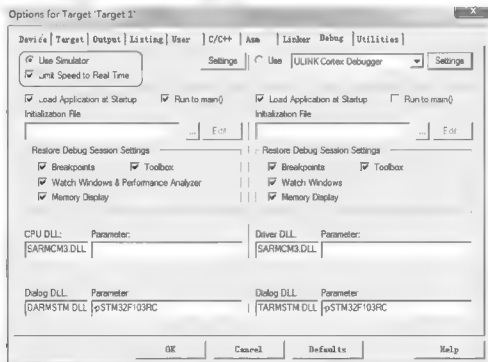 Options for Target 'Target 1'
Device Target Output Listing User C/C++ Asm Linker Debug Utilities
Use Simulator Settings Use ULINK Cortex Debugger Settings
Limit Speed to Real Time
Load Application at Startup Run to main() Load Application at Startup Run to main()
Initialization File Initialization File
... Edit ... Edit
Restore Debug Session Settings Restore Debug Session Settings
Breakpoints Toolbox Breakpoints Toolbox
Watch Windows & Performance Analyzer Watch Windows
Memory Display Memory Display
CPU DLL: Parameter: Driver DLL. Parameter:
SARMCM3.DLL SARMCM3.DLL
Dialog DLL. Parameter Dialog DLL. Parameter
DARMSTM.DLL -pSTM32F103RC TARMSTM.DLL -pSTM32F103RC
OK Cancel Defaults Help